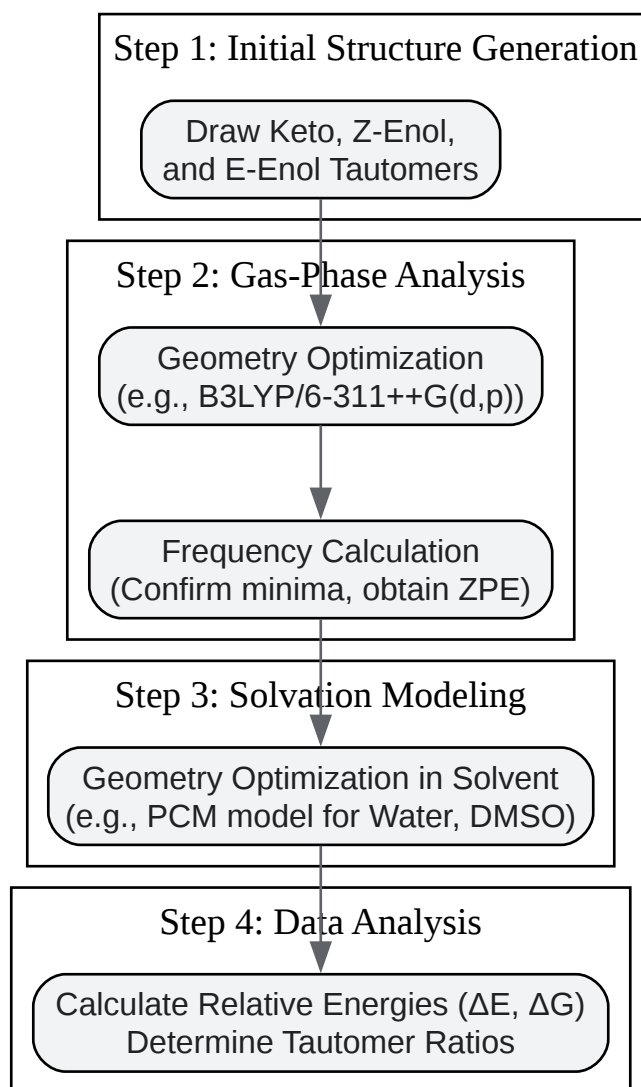 Step 1: Initial Structure Generation
Draw Keto, Z-Enol,
and E-Enol Tautomers
Step 2: Gas-Phase Analysis
Geometry Optimization
(e.g., B3LYP/6-311++G(d,p))
Frequency Calculation
(Confirm minima, obtain ZPE)
Step 3: Solvation Modeling
Geometry Optimization in Solvent
(e.g., PCM model for Water, DMSO)
Step 4: Data Analysis
Calculate Relative Energies (ΔE, ΔG)
Determine Tautomer Ratios